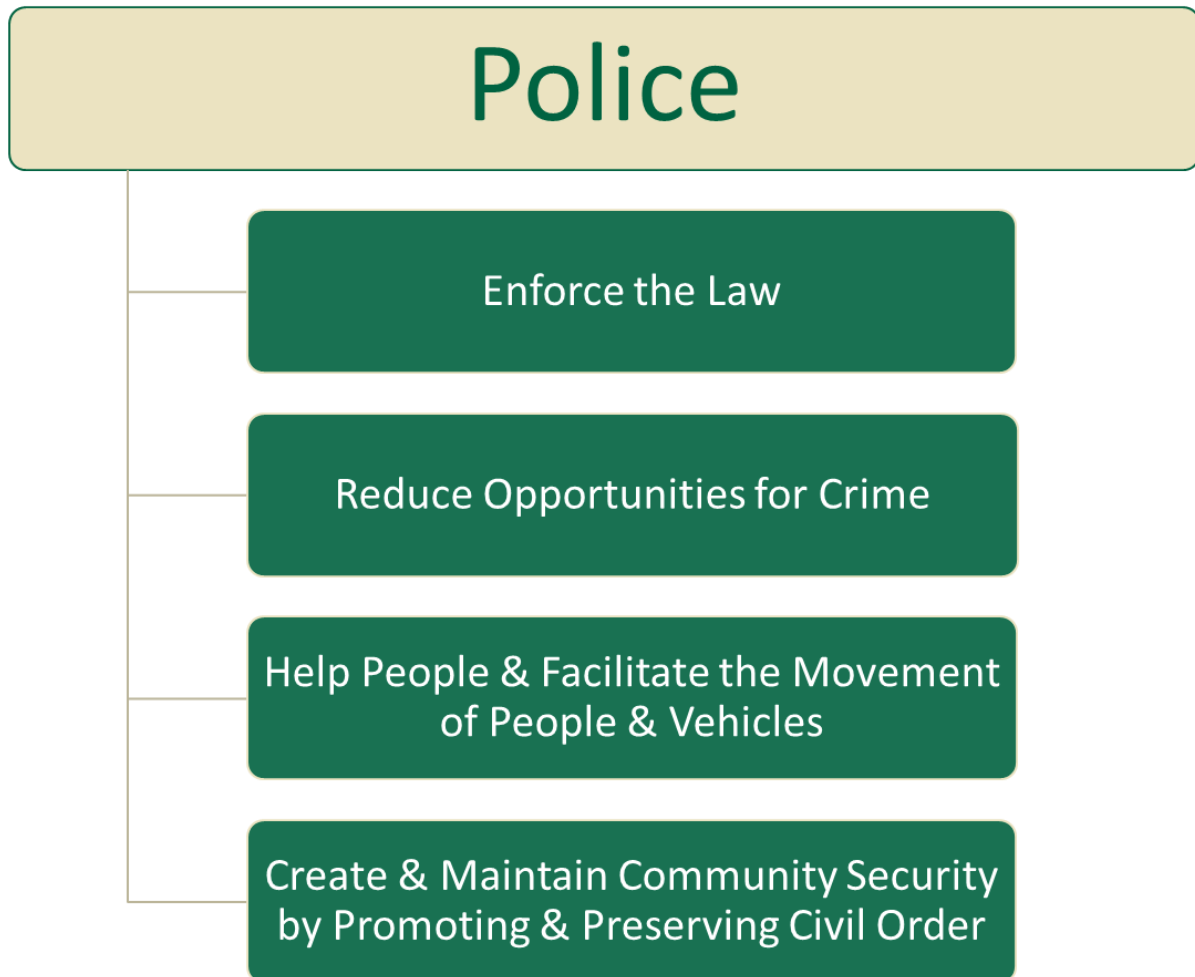 Police
Enforce the Law
Reduce Opportunities for Crime
Help People & Facilitate the Movement
of People & Vehicles
Create & Maintain Community Security
by Promoting & Preserving Civil Order